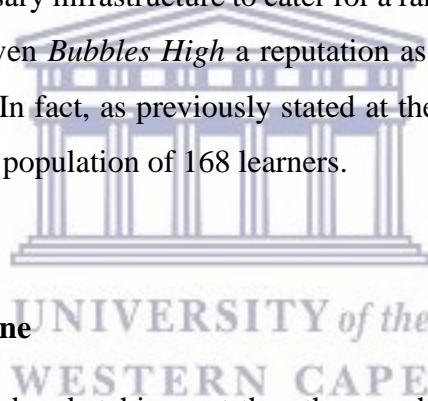 sary infrastructure to cater for a ra
ven Bubbles High a reputation as
In fact, as previously stated at the
population of 168 learners.
ne
UNIVERSITY of the
WESTERN CAPE